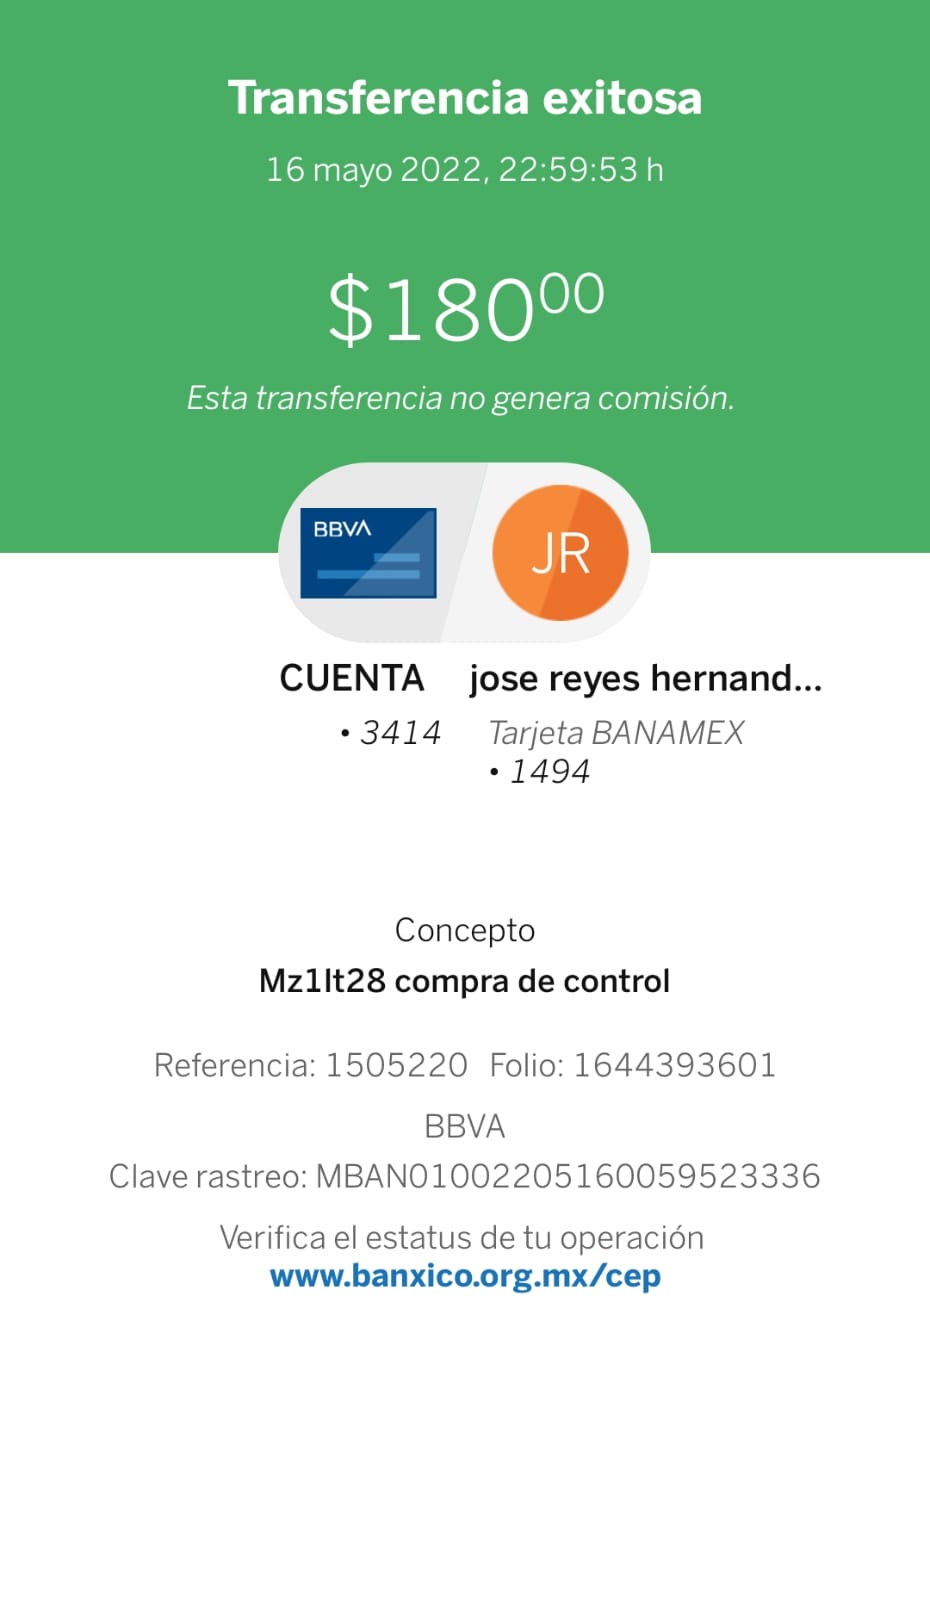 Transferencia exitosa
16 mayo 2022, 22:59:53 h
$180⁰⁰
Esta transferencia no genera comisión.
BBVA
JR
CUENTA
• 3414
jose reyes hernand...
Tarjeta BANAMEX
• 1494
Concepto
Mz1lt28 compra de control
Referencia: 1505220 Folio: 1644393601
BBVA
Clave rastreo: MBAN01002205160059523336
Verifica el estatus de tu operación
www.banxico.org.mx/cep